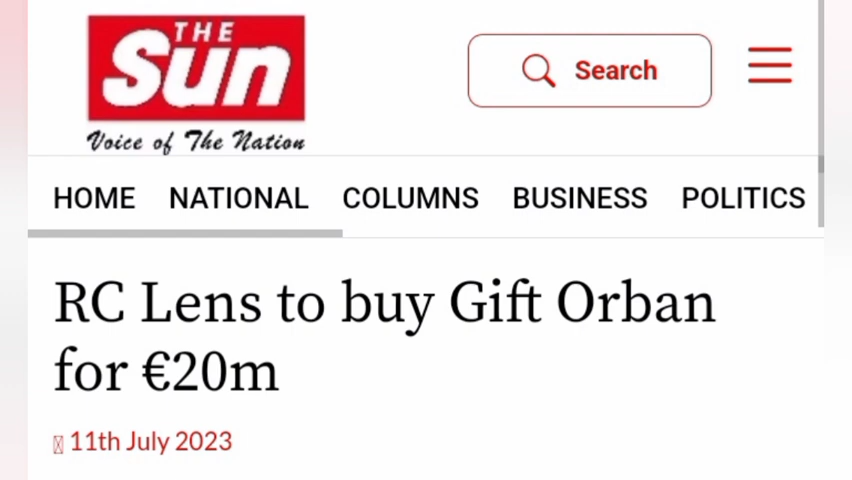 THE
Sun
Voice of The Nation
Search
HOME NATIONAL COLUMNS BUSINESS POLITICS
RC Lens to buy Gift Orban
for €20m
11th July 2023